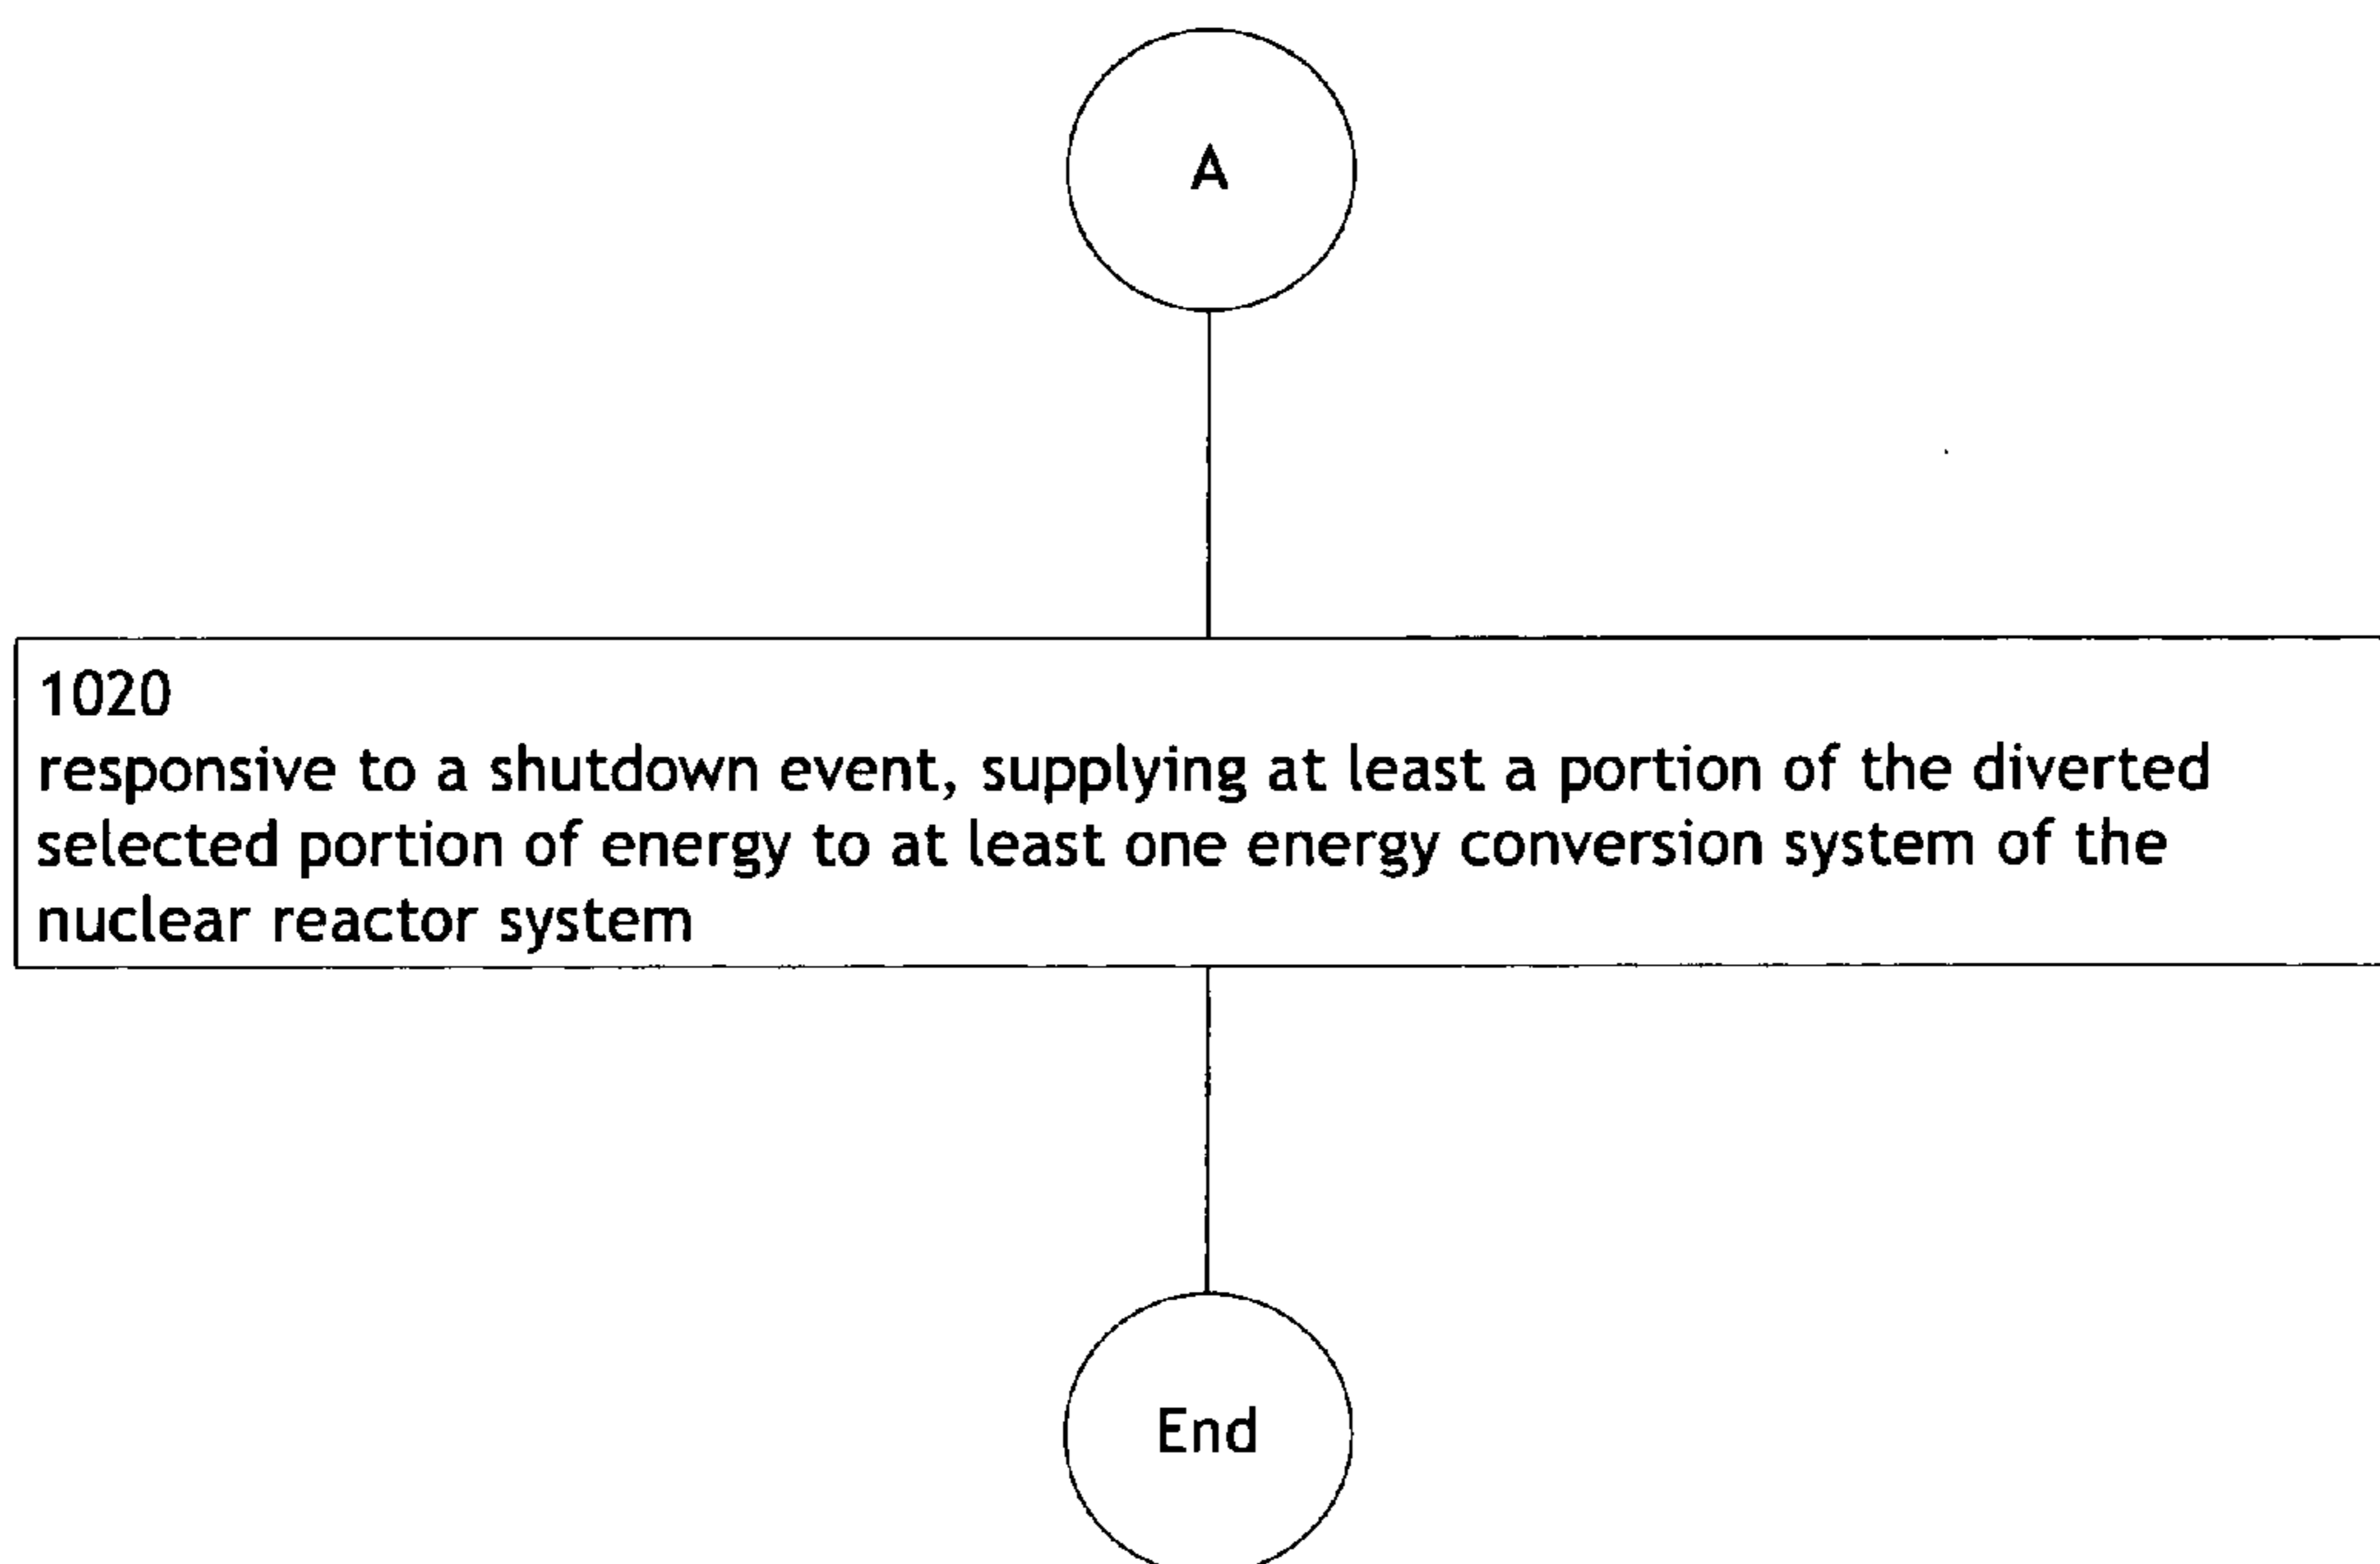 A
1020
responsive to a shutdown event, supplying at least a portion of the diverted
selected portion of energy to at least one energy conversion system of the
nuclear reactor system
End